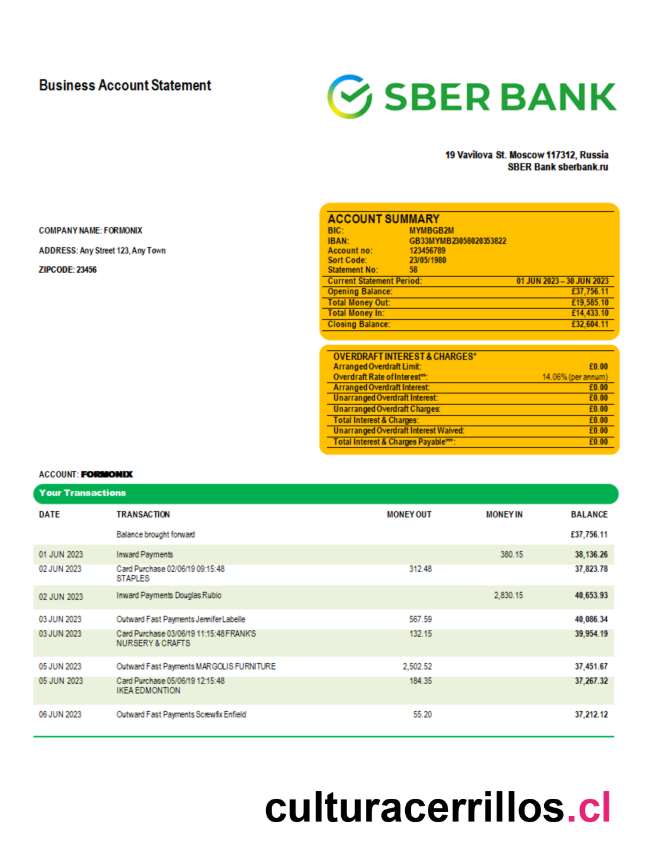 Business Account Statement
SBER BANK
19 Vavilova St. Moscow 117312, Russia
SBER Bank sberbank.ru
COMPANY NAME: FORMONIX
ADDRESS: Any Street 123, Any Town
ZIPCODE: 23456
ACCOUNT SUMMARY
BIC: MYMBGB2M
IBAN: GB33MYMB23058020353822
Account no: 123456789
Sort Code: 23/05/1980
Statement No: 58
Current Statement Period: 01 JUN 2023 – 30 JUN 2023
Opening Balance: £37,756.11
Total Money Out: £19,585.10
Total Money In: £14,433.10
Closing Balance: £32,604.11
OVERDRAFT INTEREST & CHARGES*
Arranged Overdraft Limit: £0.00
Overdraft Rate of Interest**: 14.06% (per annum)
Arranged Overdraft Interest: £0.00
Unarranged Overdraft Interest: £0.00
Unarranged Overdraft Charges: £0.00
Total Interest & Charges: £0.00
Unarranged Overdraft Interest Waived: £0.00
Total Interest & Charges Payable***: £0.00
ACCOUNT: FORMONIX
Your Transactions
DATE TRANSACTION MONEY OUT MONEY IN BALANCE
Balance brought forward £37,756.11
01 JUN 2023 Inward Payments 380.15 38,136.26
02 JUN 2023 Card Purchase 02/06/19 09:15:48 312.48 37,823.78
STAPLES
02 JUN 2023 Inward Payments Douglas Rubio 2,830.15 40,653.93
03 JUN 2023 Outward Fast Payments Jennifer Labelle 567.59 40,086.34
03 JUN 2023 Card Purchase 03/06/19 11:15:48 FRANK'S 132.15 39,954.19
NURSERY & CRAFTS
05 JUN 2023 Outward Fast Payments MARGOLIS FURNITURE 2,502.52 37,451.67
05 JUN 2023 Card Purchase 05/06/19 12:15:48 184.35 37,267.32
IKEA EDMONTION
06 JUN 2023 Outward Fast Payments Screwfix Enfield 55.20 37,212.12
culturacerrillos.cl